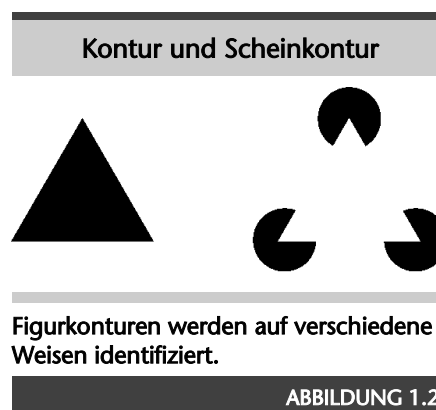 Kontur und Scheinkontur
Figurkonturen werden auf verschiedene
Weisen identifiziert.
ABBILDUNG 1.2